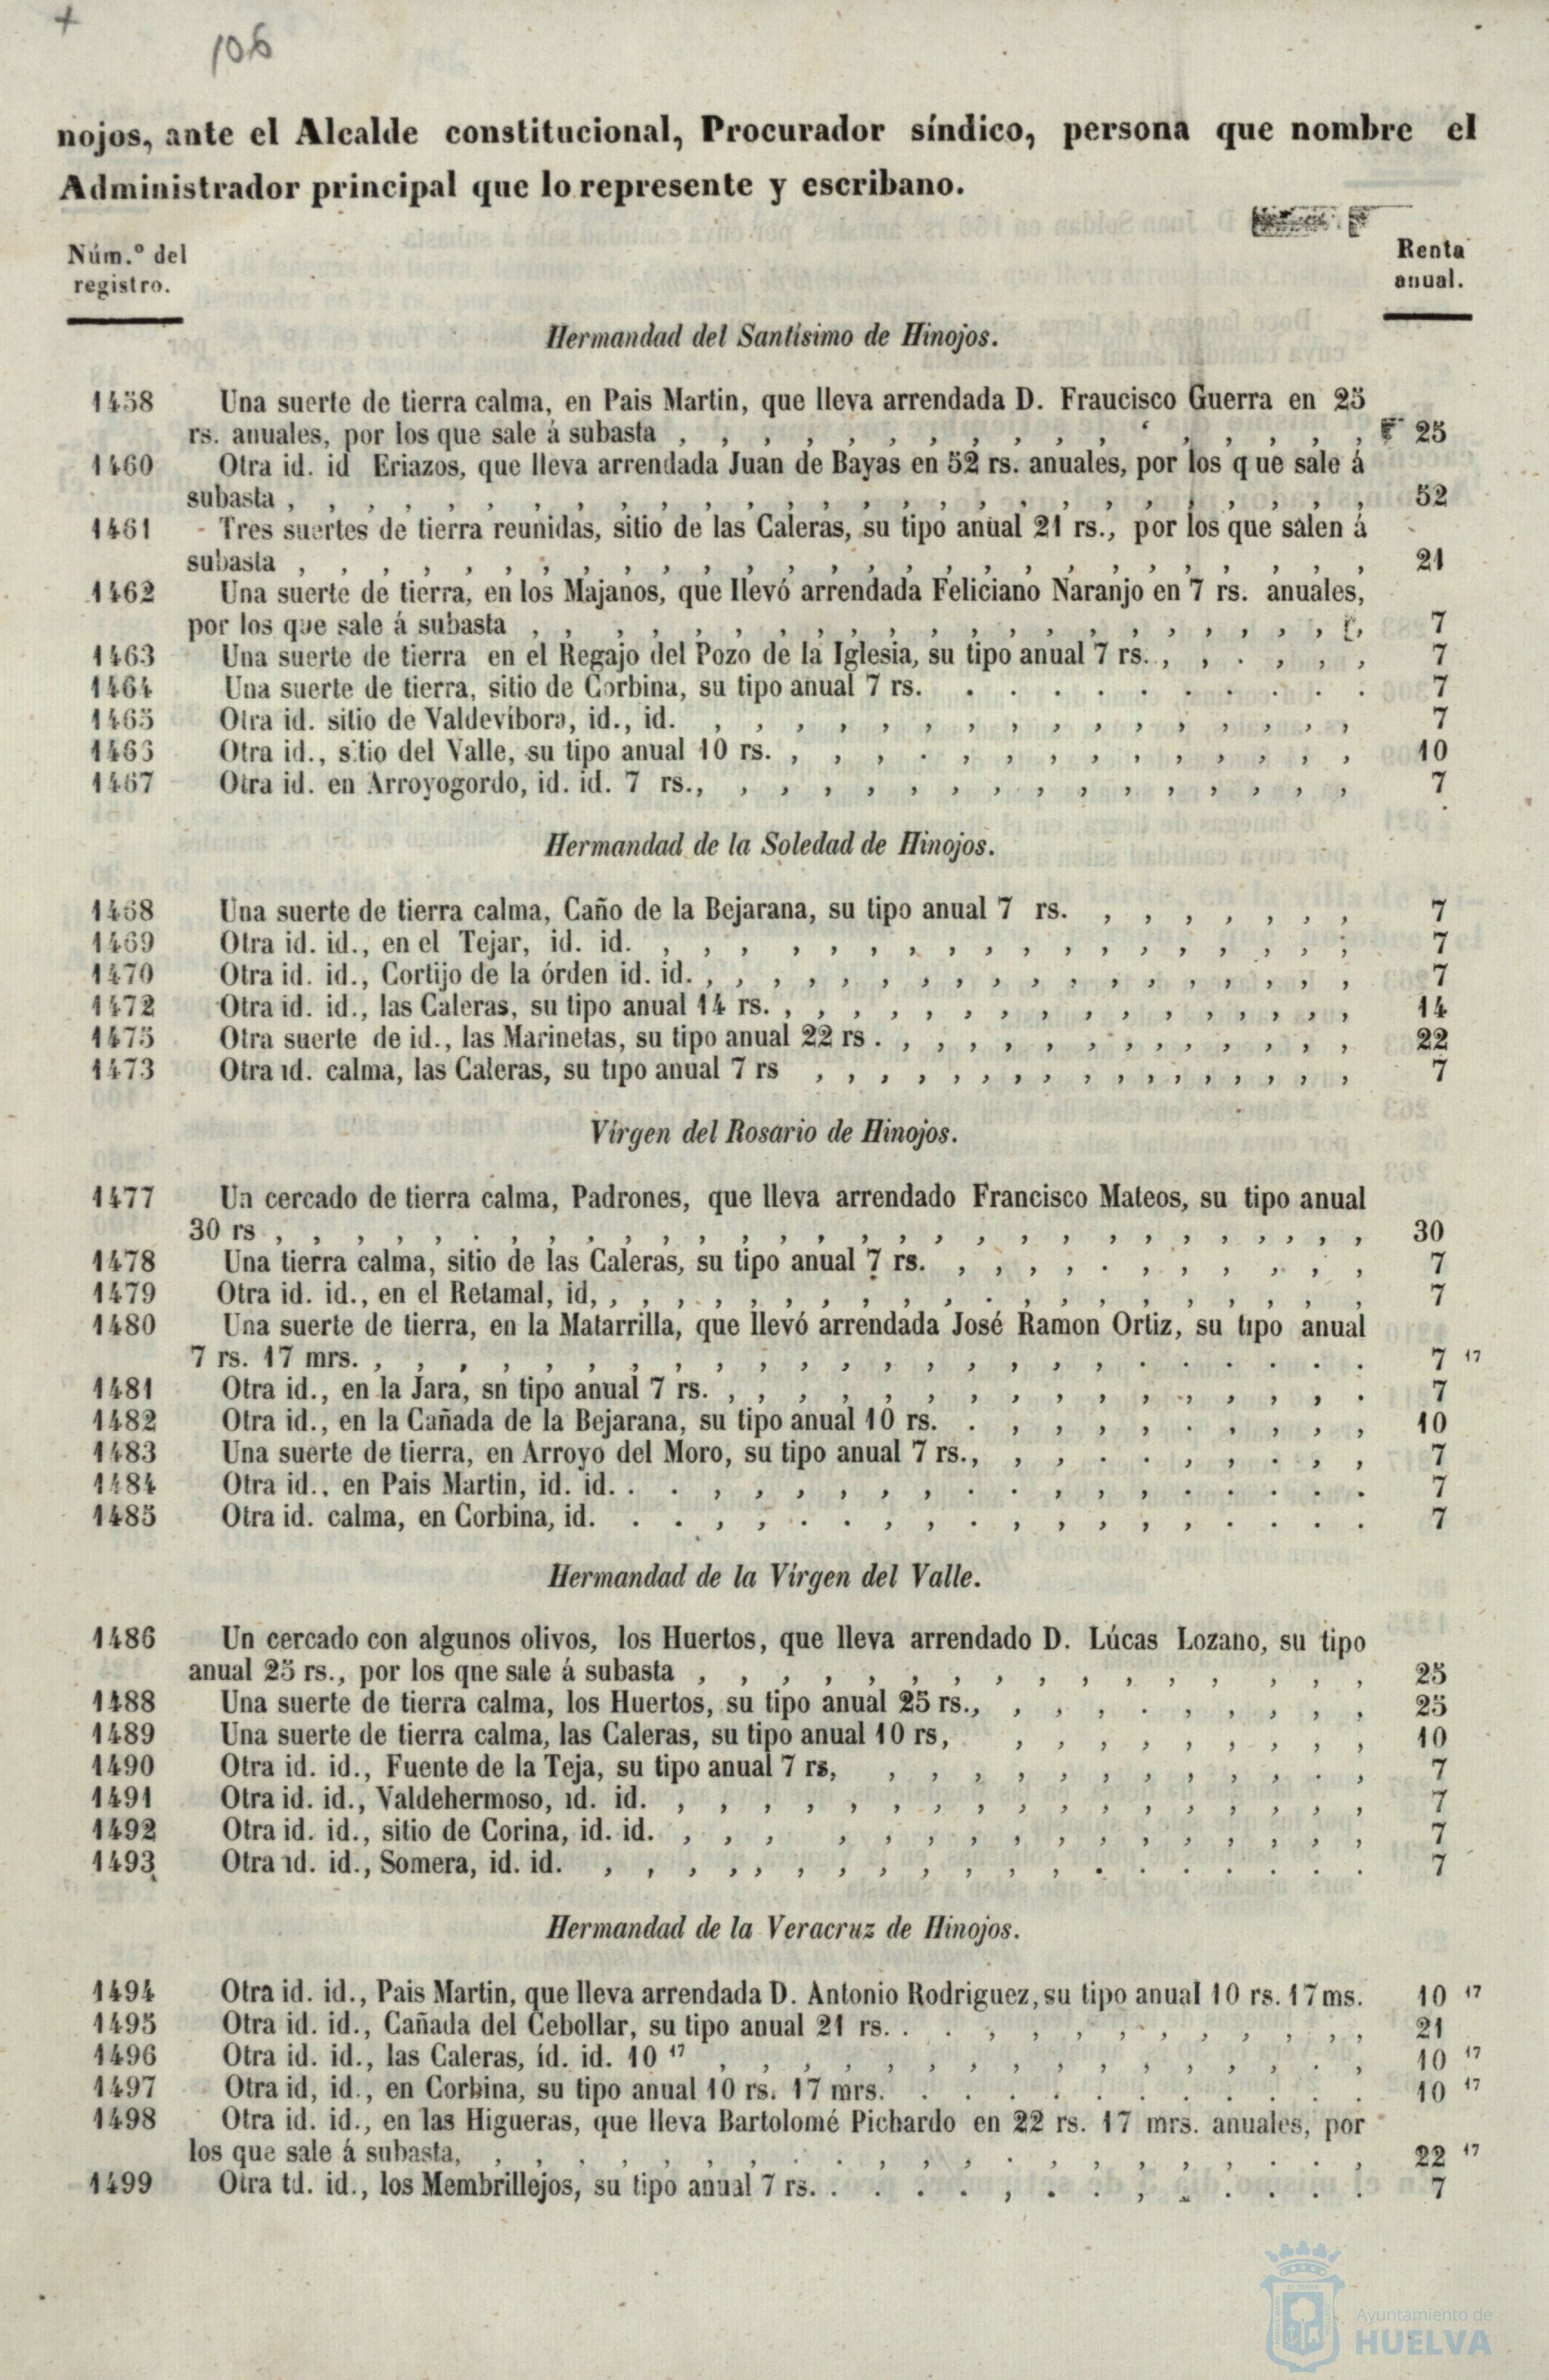 106
nojos, ante el Alcalde constitucional, Procurador síndico, persona que nombre el
Administrador principal que lo represente y escribano.
Núm.º del
registro.
Renta
anual.
Hermandad del Santísimo de Hinojos.
1458 Una suerte de tierra calma, en Pais Martin, que lleva arrendada D. Fraucisco Guerra en 25
rs. anuales, por los que sale á subasta , , , , , , , , , , , , , , , , 25
1460 Otra id. id Eriazos, que lleva arrendada Juan de Bayas en 52 rs. anuales, por los q ue sale á
subasta , , , , , , , , , , , , , , , , , , , , , , , , , 52
1461 Tres suertes de tierra reunidas, sitio de las Caleras, su tipo anual 21 rs., por los que salen á
subasta , , , , , , , , , , , , , , , , , , , , , , , , , 21
1462 Una suerte de tierra, en los Majanos, que llevó arrendada Feliciano Naranjo en 7 rs. anuales,
por los que sale á subasta , , , , , , , , , , , , , , , , , , , , 7
1463 Una suerte de tierra en el Regajo del Pozo de la Iglesia, su tipo anual 7 rs. , , , . , , , 7
1464 Una suerte de tierra, sitio de Corbina, su tipo anual 7 rs. . . . . . . . . . . . 7
1465 Otra id. sitio de Valdevibora, id., id. , , , , , , , , , , , , , , , , 7
1463 Otra id., sitio del Valle, su tipo anual 10 rs. , , , , . , , , , , , , , , , 10
1467 Otra id. en Arroyogordo, id. id. 7 rs., , , , , , , , , , , , , , , , , 7
Hermandad de la Soledad de Hinojos.
1458 Una suerte de tierra calma, Caño de la Bejarana, su tipo anual 7 rs. , , , , , , , , 7
1469 Otra id. id., en el Tejar, id. id. , , , , , , , , , , , , , , , , , 7
1470 Otra id. id., Cortijo de la órden id. id. , , , , , , , , , , , , , , , , , 7
1472 Otra id. id., las Caleras, su tipo anual 14 rs. , , , , , , , , , , , , , , , 14
1475 Otra suerte de id., las Marinetas, su tipo anual 22 rs . , , , , , , , , , , , , 22
1473 Otra id. calma, las Caleras, su tipo anual 7 rs , , , , , , , , , , , , , , , 7
Virgen del Rosario de Hinojos.
1477 Un cercado de tierra calma, Padrones, que lleva arrendado Francisco Mateos, su tipo anual
30 rs , , , , , . , , , , , , , , , , , , , , , , , , , , 30
1478 Una tierra calma, sitio de las Caleras, su tipo anual 7 rs. , , , , , . , , , , , , 7
1479 Otra id. id., en el Retamal, id, , , , , , , , , , , . , , , , , , , , 7
1480 Una suerte de tierra, en la Matarrilla, que llevó arrendada José Ramon Ortiz, su tipo anual
7 rs. 17 mrs. , , , , , , , , , , , , , , , , , , . . . . . . 7 17
1481 Otra id., en la Jara, sn tipo anual 7 rs. , , , , , , , , , , , , , , , . 7
1482 Otra id., en la Cañada de la Bejarana, su tipo anual 10 rs. . , , , , . , , , , 10
1483 Una suerte de tierra, en Arroyo del Moro, su tipo anual 7 rs., , , . . , , , . , , 7
1484 Otra id., en Pais Martin, id. id. . . , , , , , , . . , , , . . . . . 7
1485 Otra id. calma, en Corbina, id. . . , , . . , , . , , , , , . . . . 7
Hermandad de la Vírgen del Valle.
1486 Un cercado con algunos olivos, los Huertos, que lleva arrendado D. Lúcas Lozano, su tipo
anual 25 rs., por los qne sale á subasta , , , , , , , , , , , , , , , , 25
1488 Una suerte de tierra calma, los Huertos, su tipo anual 25 rs., , , , . , , , , , 25
1489 Una suerte de tierra calma, las Caleras, su tipo anual 10 rs, , , , , , , , , , 10
1490 Otra id. id., Fuente de la Teja, su tipo anual 7 rs, , , , , , , , , , , . , 7
1491 Otra id. id., Valdehermoso, id. id. , , , , , , , , , , , , , , , , , 7
1492 Otra id. id., sitio de Corina, id. id. , , , , , , , , , , , , , , , , 7
1493 Otra id. id., Somera, id. id. , , , , , , , , , , , , . . . . . . . 7
Hermandad de la Veracruz de Hinojos.
1494 Otra id. id., Pais Martin, que lleva arrendada D. Antonio Rodriguez, su tipo anual 10 rs. 17 ms. 10 17
1495 Otra id. id., Cañada del Cebollar, su tipo anual 21 rs. . . , , , , , , , , , , 21
1496 Otra id. id., las Caleras, id. id. 10 17 , , , , , , , , , , , , , , . , 10 17
1497 Otra id, id., en Corbina, su tipo anual 10 rs. 17 mrs. . . . . . . . . . . . 10 17
1498 Otra id. id., en las Higueras, que lleva Bartolomé Pichardo en 22 rs. 17 mrs. anuales, por
los que sale á subasta, , , , , , , . . , , , . , , , , , . . , 22 17
1499 Otra td. id., los Membrillejos, su tipo anual 7 rs. . . . . , . . , . . . . 7
Ayuntamiento de
HUELVA